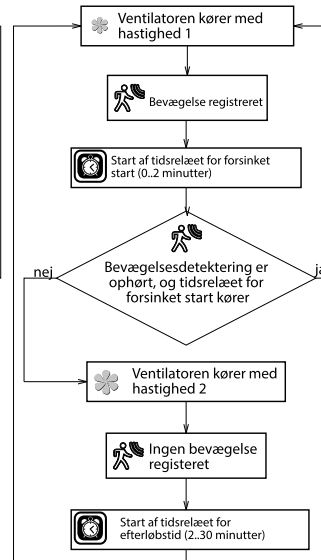 Ventilatoren kører med
hastighed 1
Bevægelse registreret
Start af tidsrelæet for forsinket
start (0..2 minutter)
Bevægelsesdetektering er
ophørt, og tidsrelæet for
forsinket start kører
nej
Ventilatoren kører med
hastighed 2
Ingen bevægelse
registeret
Start af tidsrelæet for
efterløbstid (2..30 minutter)